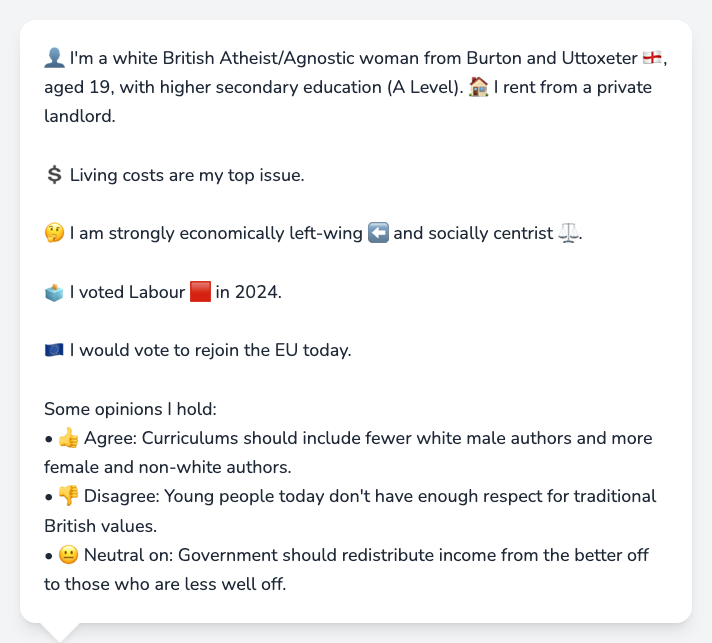 👤 I'm a white British Atheist/Agnostic woman from Burton and Uttoxeter 🏴󠁧󠁢󠁥󠁮󠁧󠁿,
aged 19, with higher secondary education (A Level). 🏠 I rent from a private
landlord.
💲 Living costs are my top issue.
🤔 I am strongly economically left-wing ⬅️ and socially centrist ⚖️.
🗳️ I voted Labour 🟥 in 2024.
🇪🇺 I would vote to rejoin the EU today.
Some opinions I hold:
• 👍 Agree: Curriculums should include fewer white male authors and more
female and non-white authors.
• 👎 Disagree: Young people today don't have enough respect for traditional
British values.
• 😐 Neutral on: Government should redistribute income from the better off
to those who are less well off.